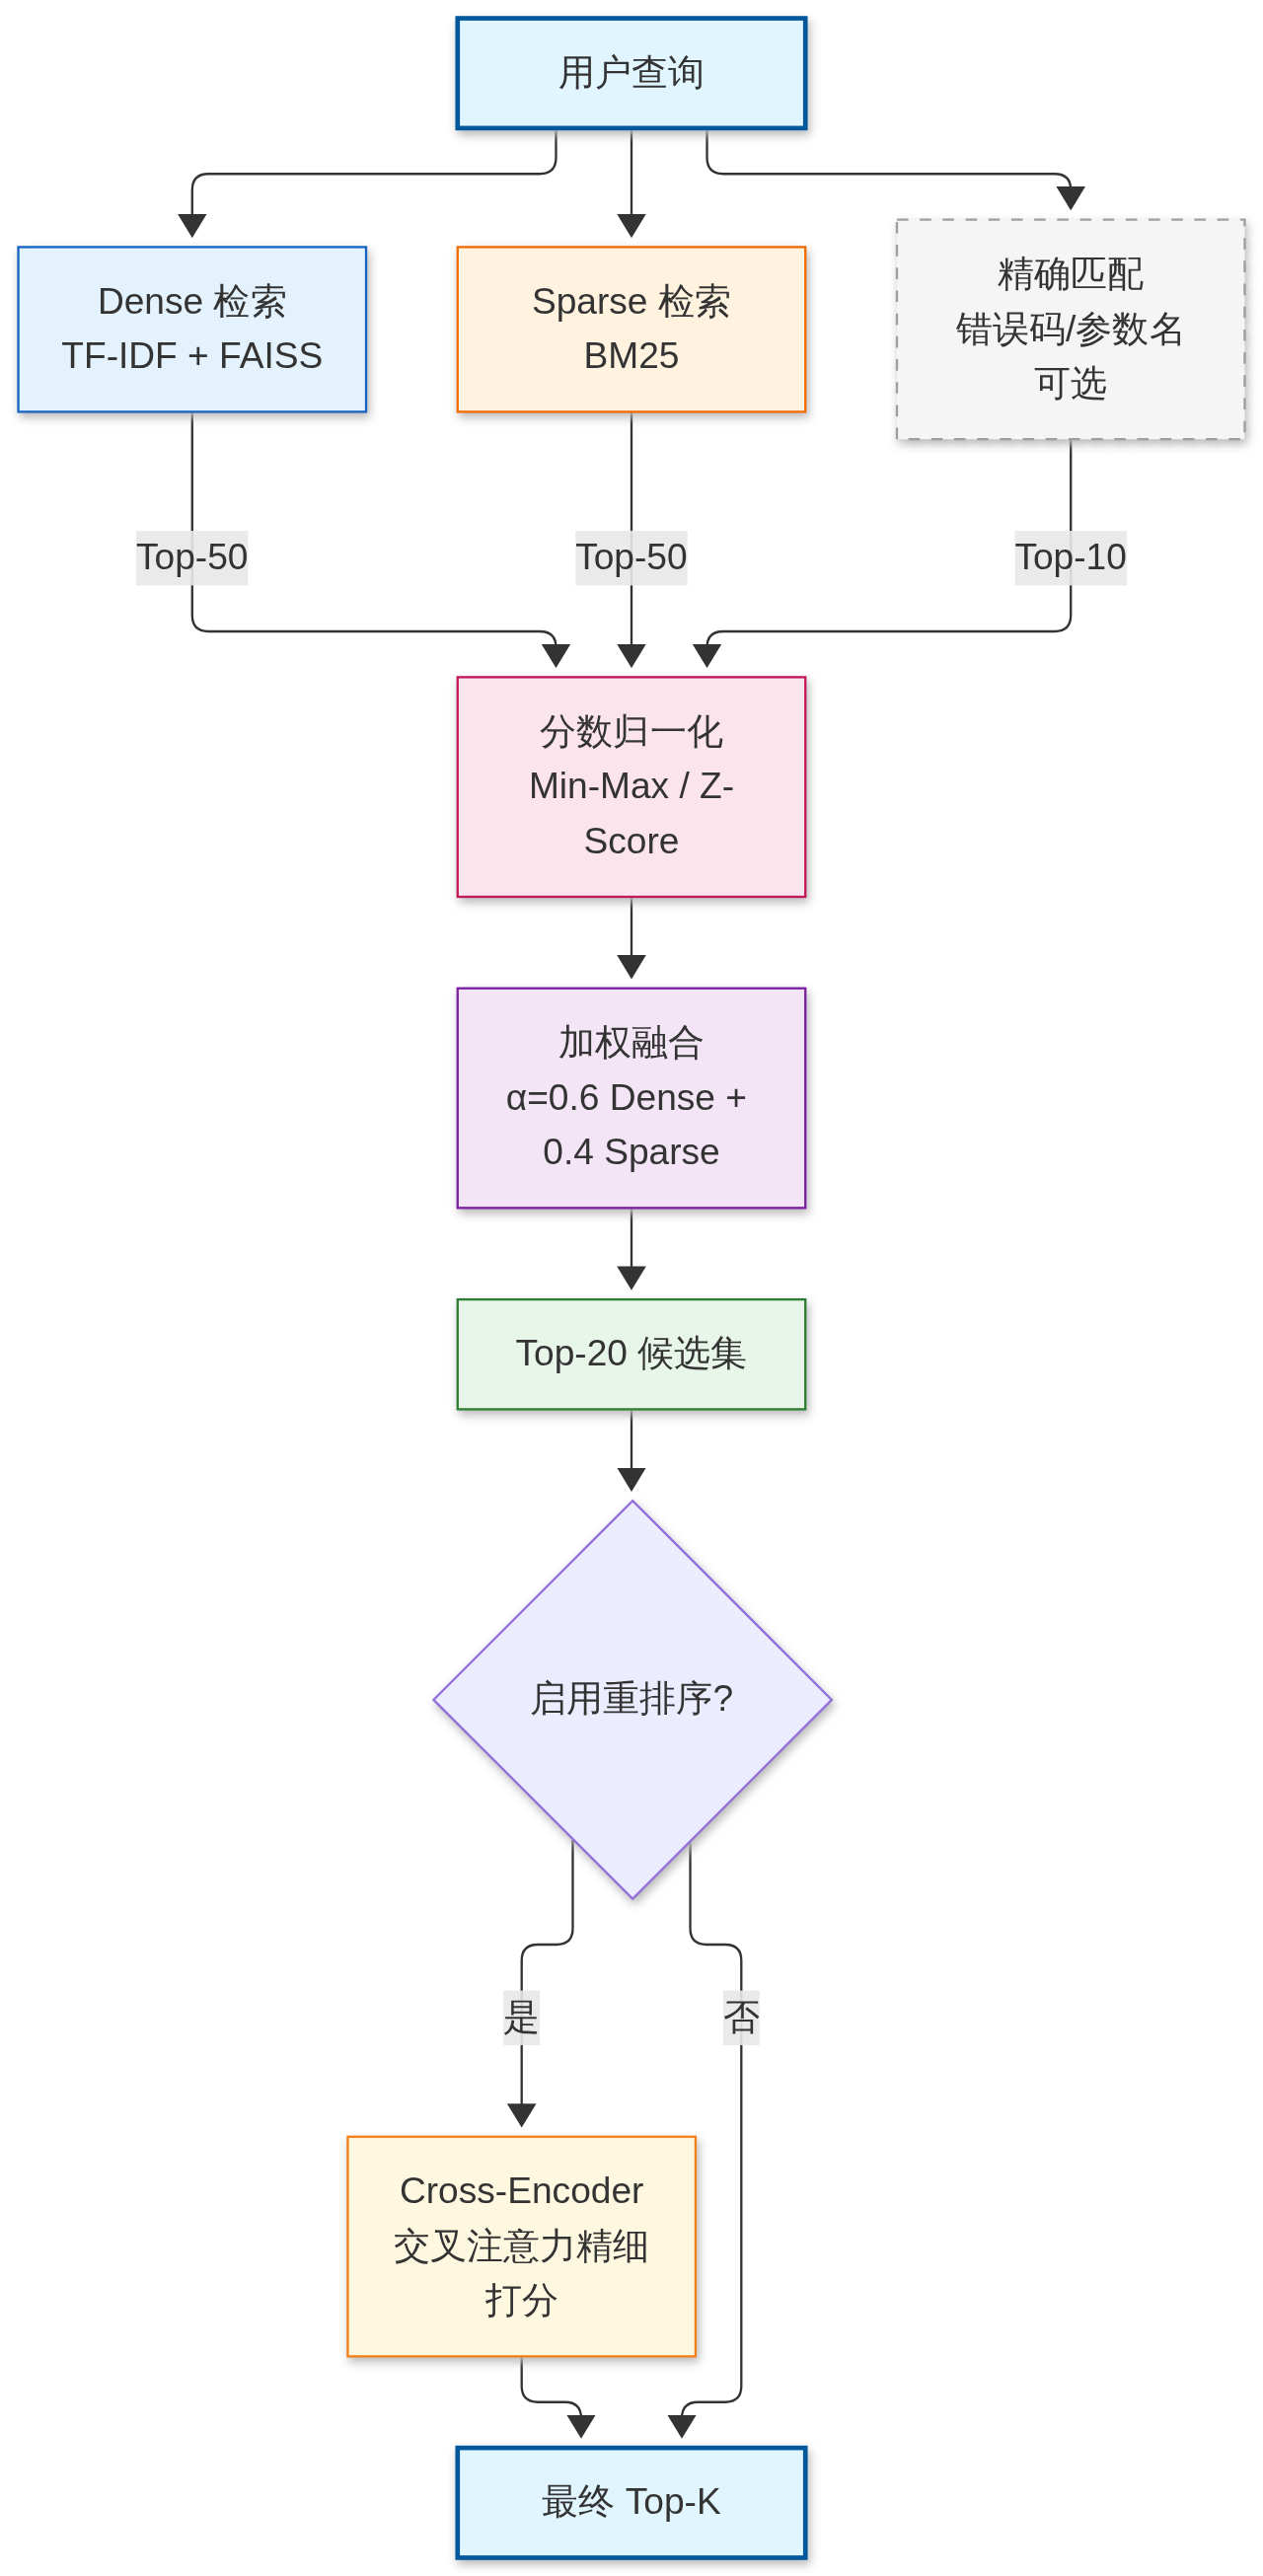 用户查询
Dense 检索
TF-IDF + FAISS
Sparse 检索
BM25
精确匹配
错误码/参数名
可选
Top-50
Top-50
Top-10
分数归一化
Min-Max / Z-
Score
加权融合
α=0.6 Dense +
0.4 Sparse
Top-20 候选集
启用重排序?
是
否
Cross-Encoder
交叉注意力精细
打分
最终 Top-K